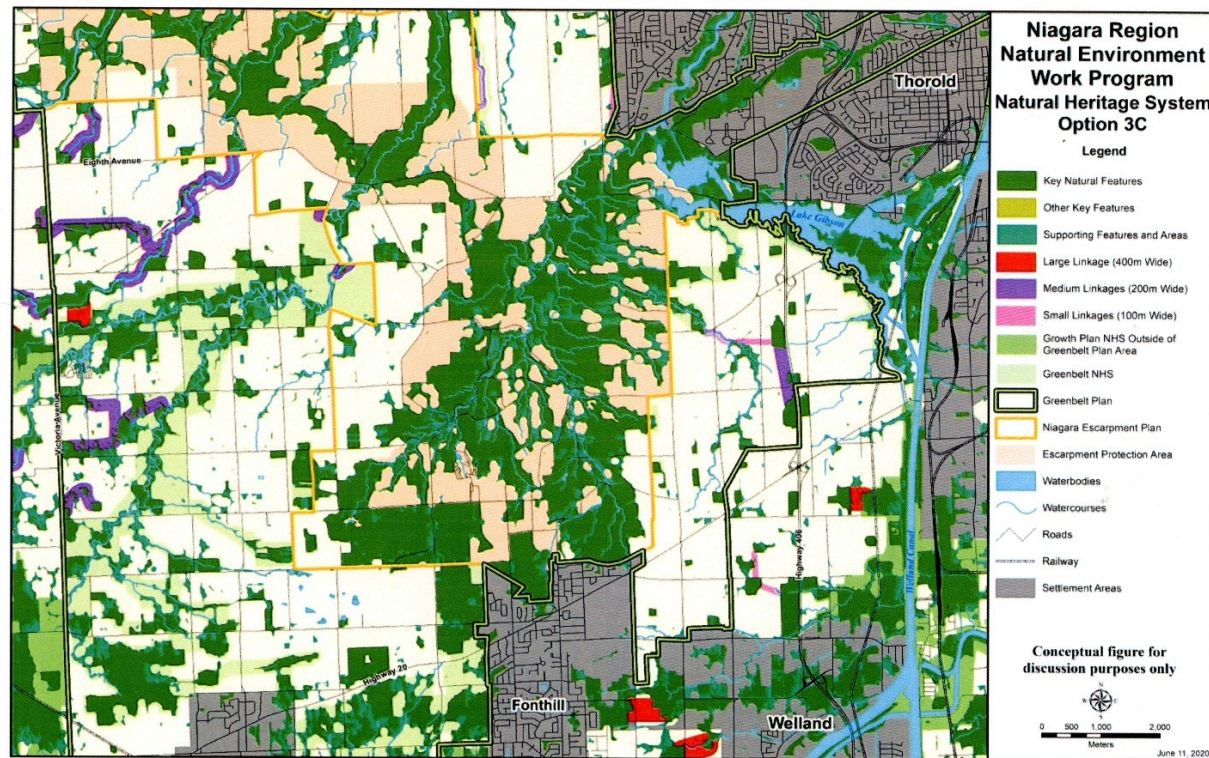 Niagara Region
Natural Environment
Work Program
Natural Heritage System
Option 3C
Legend
Key Natural Features
Other Key Features
Supporting Features and Areas
Large Linkage (400m Wide)
Medium Linkages (200m Wide)
Small Linkages (100m Wide)
Growth Plan NHS Outside of
Greenbelt Plan Area
Greenbelt NHS
Greenbelt Plan
Niagara Escarpment Plan
Escarpment Protection Area
Waterbodies
Watercourses
Roads
Railway
Settlement Areas
Conceptual figure for
discussion purposes only
N
W E
S
0 500 1,000 2,000
Meters
June 11, 2020
Thorold
Eighth Avenue
Lake Gibson
Victoria Avenue
Highway 406
Welland Canal
Highway 20
Fonthill
Welland